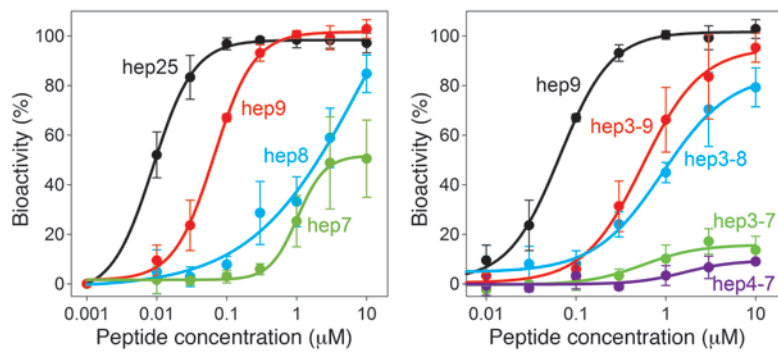 Bioactivity (%)
100
80
60
40
20
0
hep25
hep9
hep8
hep7
0.001 0.01 0.1 1 10
Peptide concentration (μM)
Bioactivity (%)
100
80
60
40
20
0
hep9
hep3-9
hep3-8
hep3-7
hep4-7
0.01 0.1 1 10
Peptide concentration (μM)